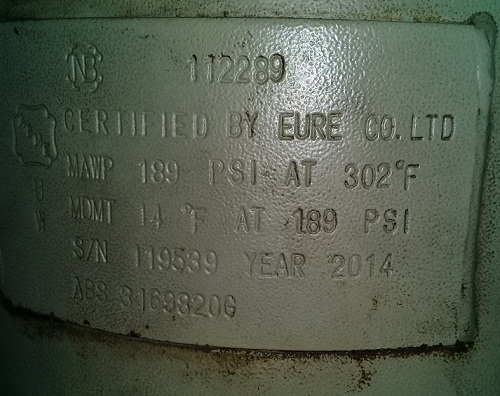 NB 112289
CERTIFIED BY EURE CO. LTD
MAWP 189 PSI AT 302°F
MDMT 14 °F AT 189 PSI
S/N 119539 YEAR 2014
ABS 3169820G